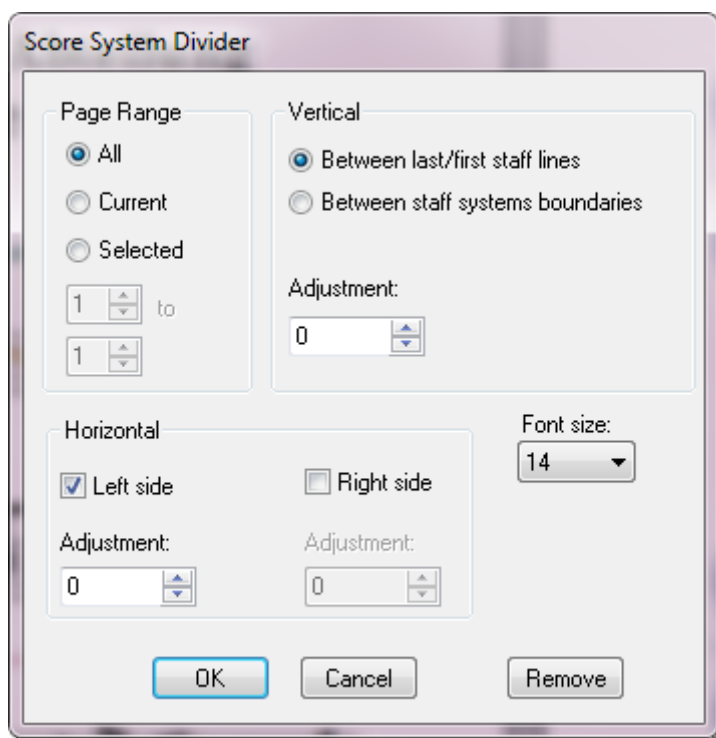 Score System Divider
Page Range
All
Current
Selected
1 to
1
Vertical
Between last/first staff lines
Between staff systems boundaries
Adjustment:
0
Horizontal
Left side
Right side
Adjustment:
Adjustment:
0
0
Font size:
14
OK
Cancel
Remove